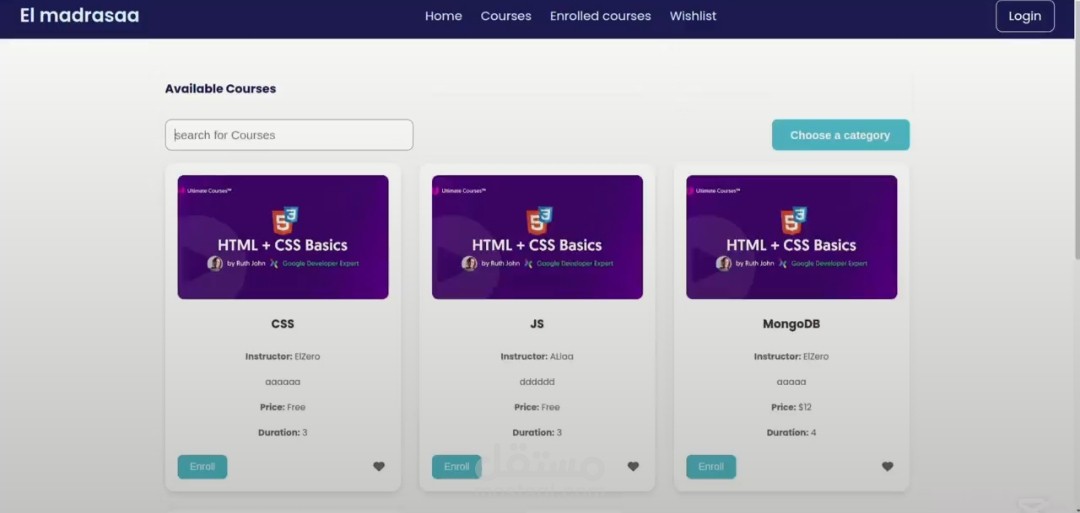 El madrasaa
Home Courses Enrolled courses Wishlist
Login
Available Courses
search for Courses
Choose a category
Ultimate Courses™
HTML + CSS Basics
by Ruth John Google Developer Expert
CSS
Instructor: ElZero
aaaaaa
Price: Free
Duration: 3
Enroll
Ultimate Courses™
HTML + CSS Basics
by Ruth John Google Developer Expert
JS
Instructor: ALiaa
dddddd
Price: Free
Duration: 3
Enroll
Ultimate Courses™
HTML + CSS Basics
by Ruth John Google Developer Expert
MongoDB
Instructor: ElZero
aaaaa
Price: $12
Duration: 4
Enroll
مستقل